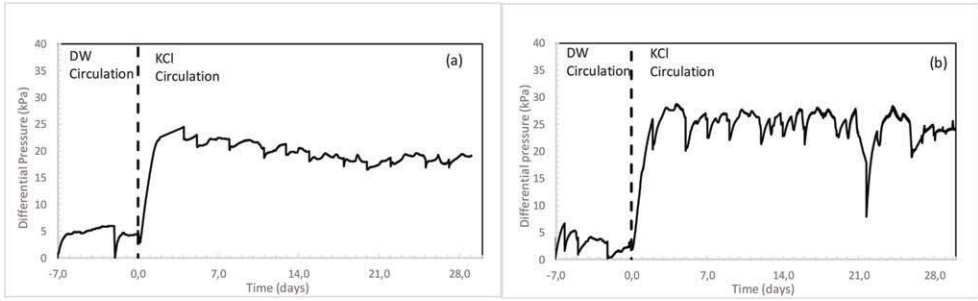 40
35
30
25
20
15
10
5
0
DW
Circulation
KCl
Circulation
(a)
Differential Pressure (kPa)
-7,0 0,0 7,0 14,0 21,0 28,0
Time (days)
40
35
30
25
20
15
10
5
0
DW
Circulation
KCl
Circulation
(b)
Differential pressure (kPa)
-7,0 0,0 7,0 14,0 21,0 28,0
Time (days)